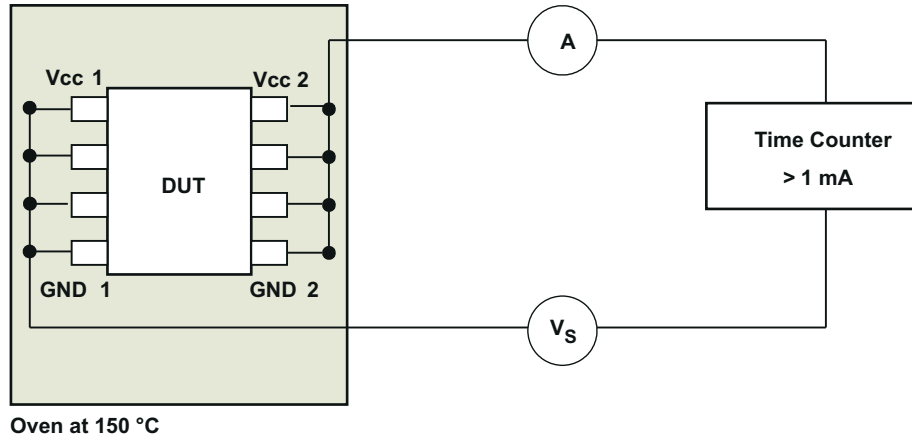 A
Vcc 1
Vcc 2
Time Counter
> 1 mA
DUT
GND 1
GND 2
VS
Oven at 150 °C